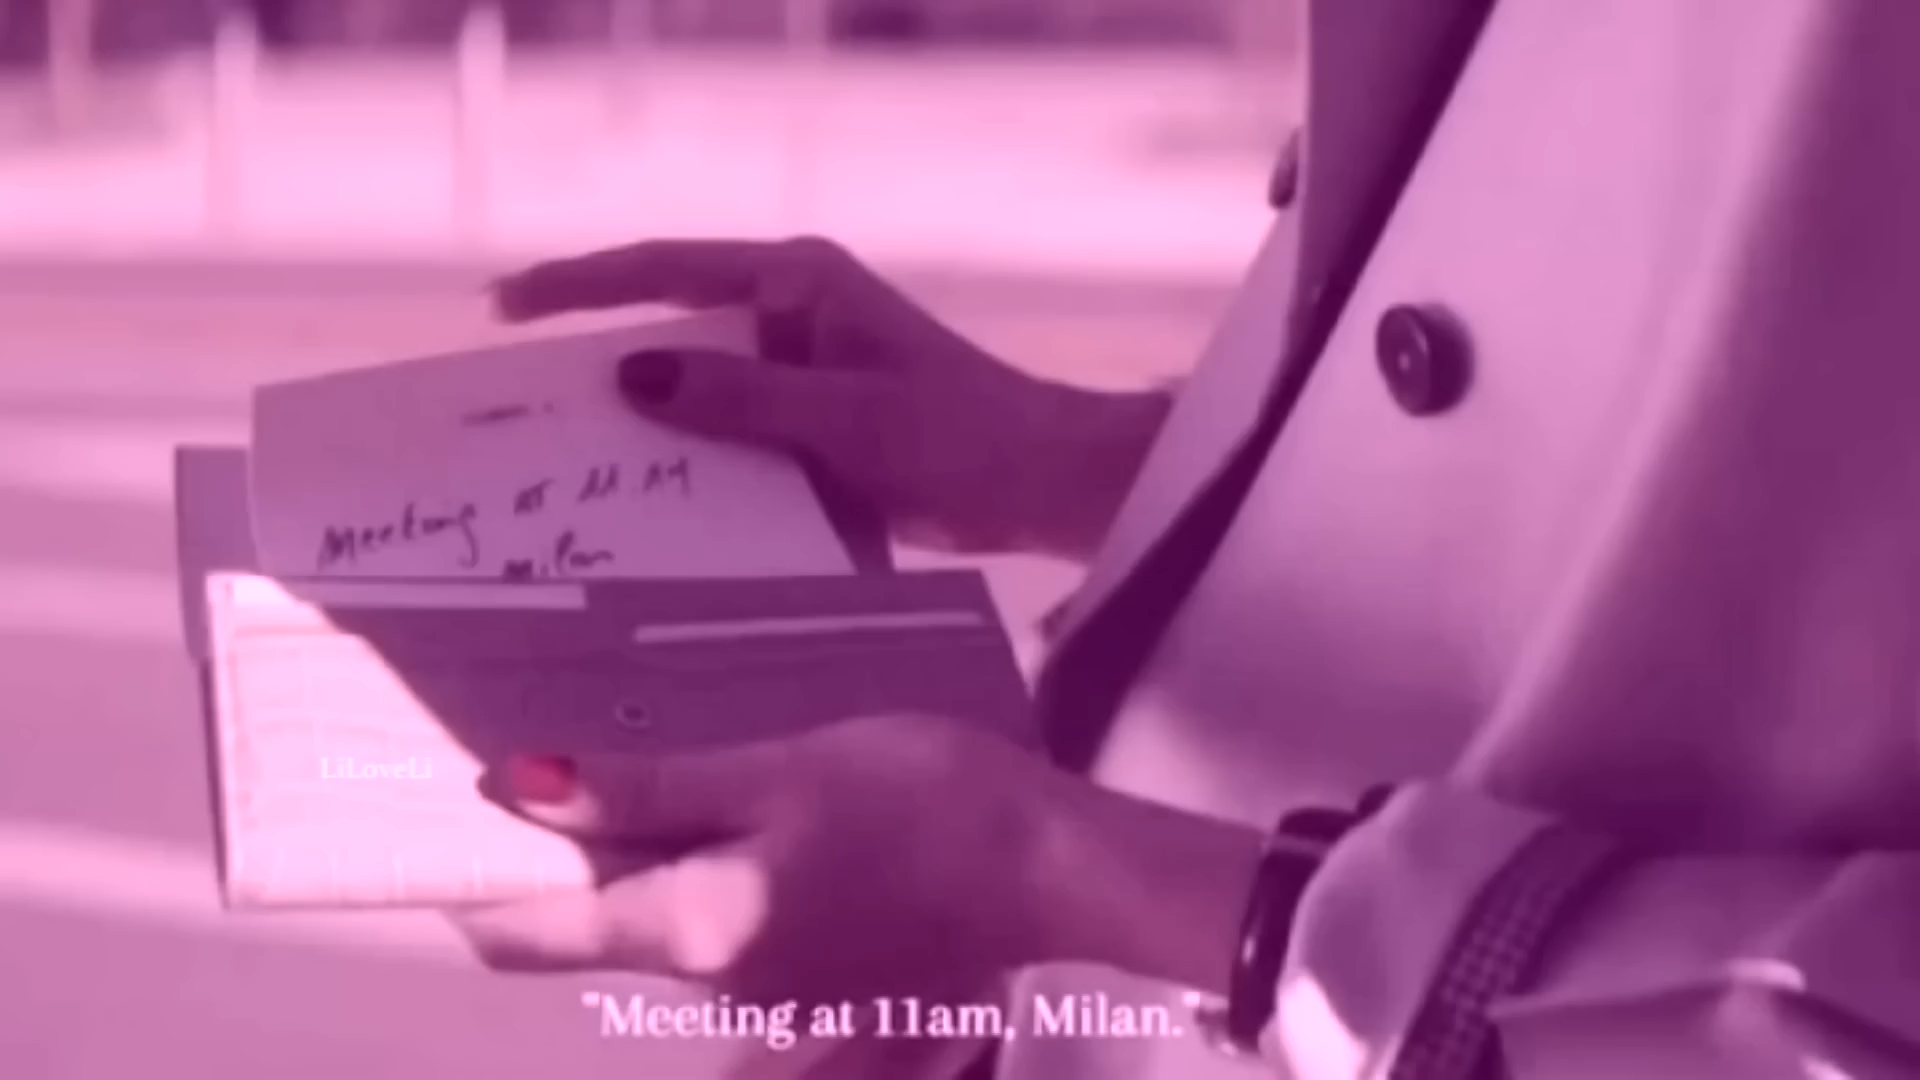 Meeting at 11 AM
Milan
LiLoveLi
"Meeting at 11am, Milan."